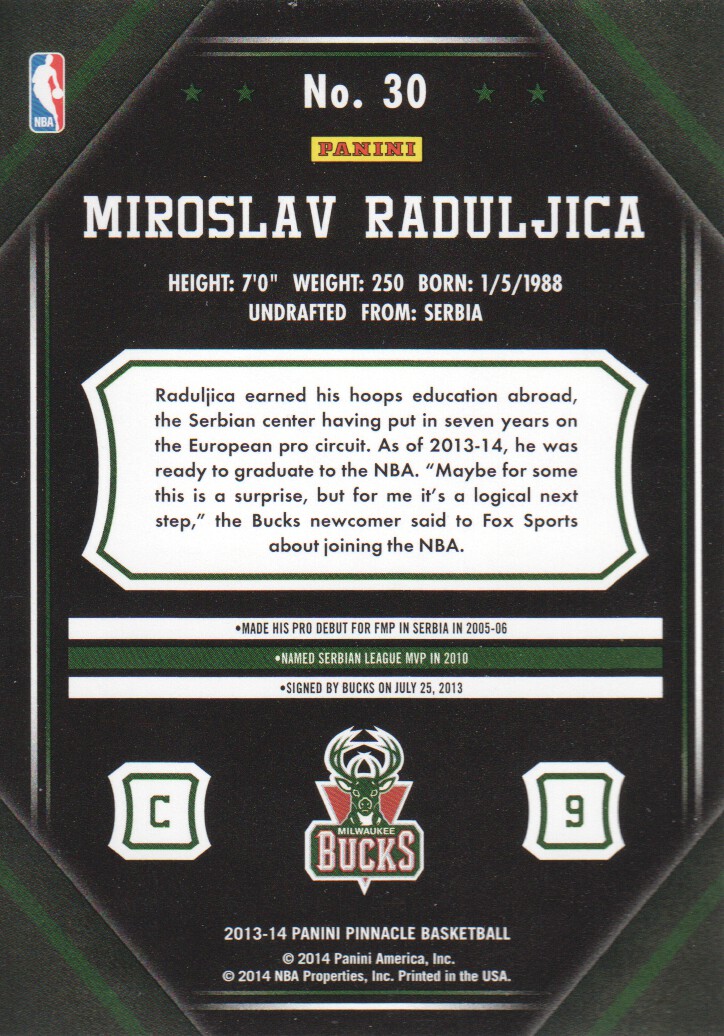 NBA
No. 30
PANINI
MIROSLAV RADULJICA
HEIGHT: 7'0" WEIGHT: 250 BORN: 1/5/1988
UNDRAFTED FROM: SERBIA
Raduljica earned his hoops education abroad,
the Serbian center having put in seven years on
the European pro circuit. As of 2013-14, he was
ready to graduate to the NBA. “Maybe for some
this is a surprise, but for me it’s a logical next
step,” the Bucks newcomer said to Fox Sports
about joining the NBA.
•MADE HIS PRO DEBUT FOR FMP IN SERBIA IN 2005-06
•NAMED SERBIAN LEAGUE MVP IN 2010
•SIGNED BY BUCKS ON JULY 25, 2013
C
MILWAUKEE
BUCKS
9
2013-14 PANINI PINNACLE BASKETBALL
© 2014 Panini America, Inc.
© 2014 NBA Properties, Inc. Printed in the USA.